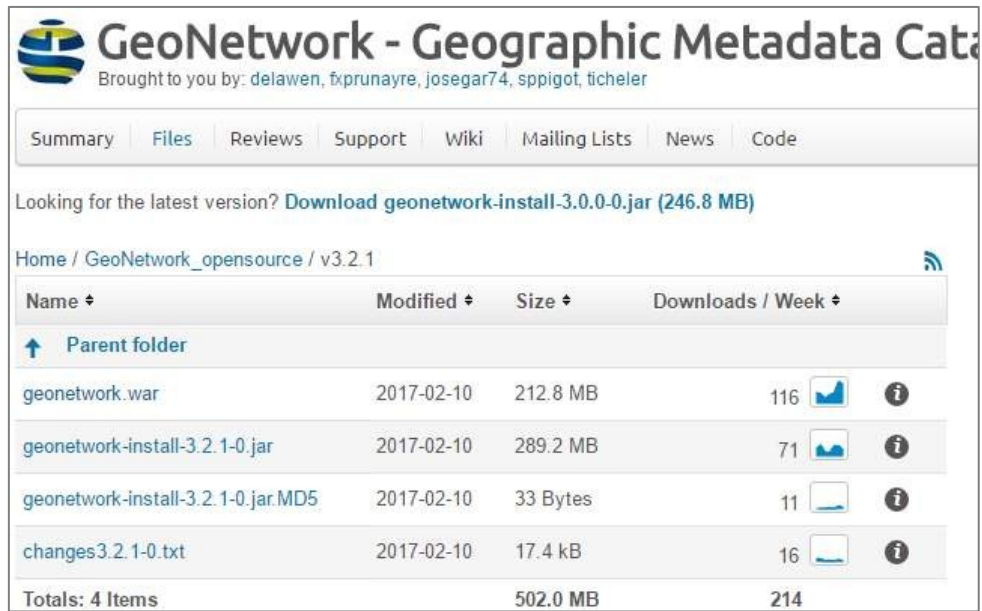 GeoNetwork - Geographic Metadata
Brought to you by: delawen, fxprunayre, josegar74, sppigot, ticheler
Summary Files Reviews Support Wiki Mailing Lists News Code
Looking for the latest version? Download geonetwork-install-3.0.0-0.jar (246.8 MB)
Home / GeoNetwork_opensource / v3.2.1
Name Modified Size Downloads / Week
Parent folder
geonetwork.war 2017-02-10 212.8 MB 116
geonetwork-install-3.2.1-0.jar 2017-02-10 289.2 MB 71
geonetwork-install-3.2.1-0.jar.MD5 2017-02-10 33 Bytes 11
changes3.2.1-0.txt 2017-02-10 17.4 kB 16
Totals: 4 Items 502.0 MB 214